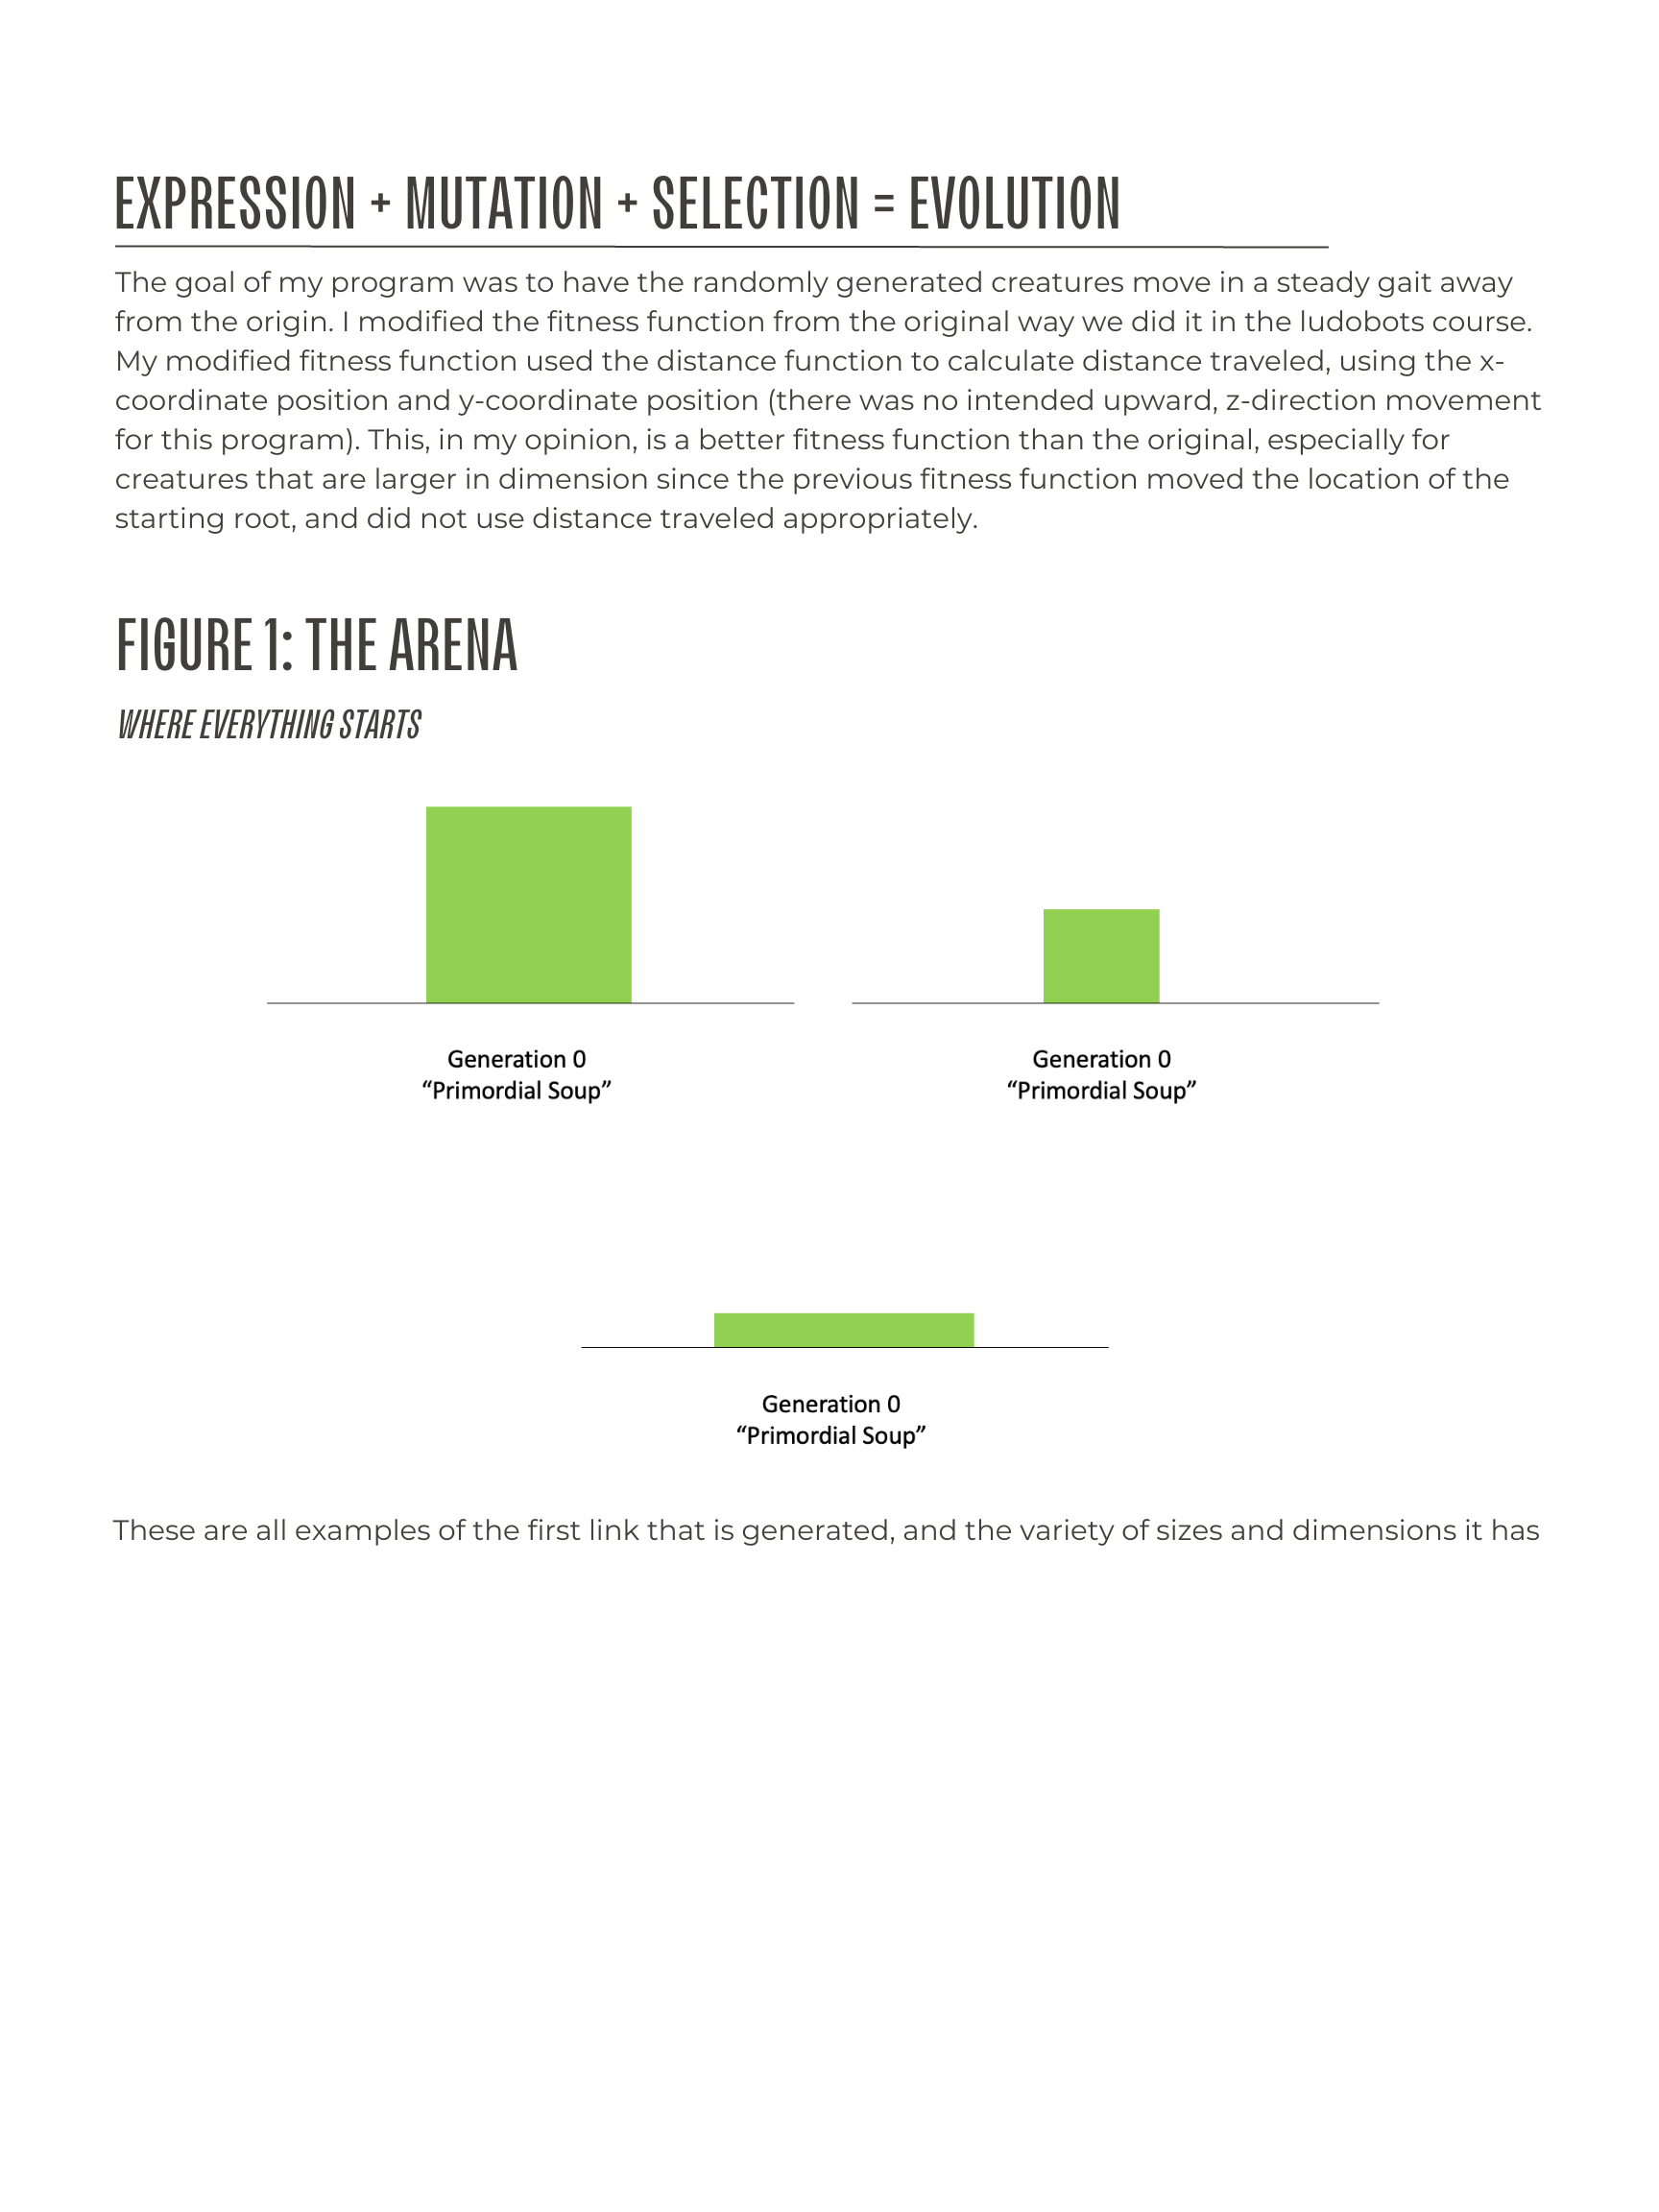 EXPRESSION + MUTATION + SELECTION = EVOLUTION
The goal of my program was to have the randomly generated creatures move in a steady gait away
from the origin. I modified the fitness function from the original way we did it in the ludobots course.
My modified fitness function used the distance function to calculate distance traveled, using the x-
coordinate position and y-coordinate position (there was no intended upward, z-direction movement
for this program). This, in my opinion, is a better fitness function than the original, especially for
creatures that are larger in dimension since the previous fitness function moved the location of the
starting root, and did not use distance traveled appropriately.
FIGURE 1: THE ARENA
WHERE EVERYTHING STARTS
Generation 0
“Primordial Soup”
Generation 0
“Primordial Soup”
Generation 0
“Primordial Soup”
These are all examples of the first link that is generated, and the variety of sizes and dimensions it has